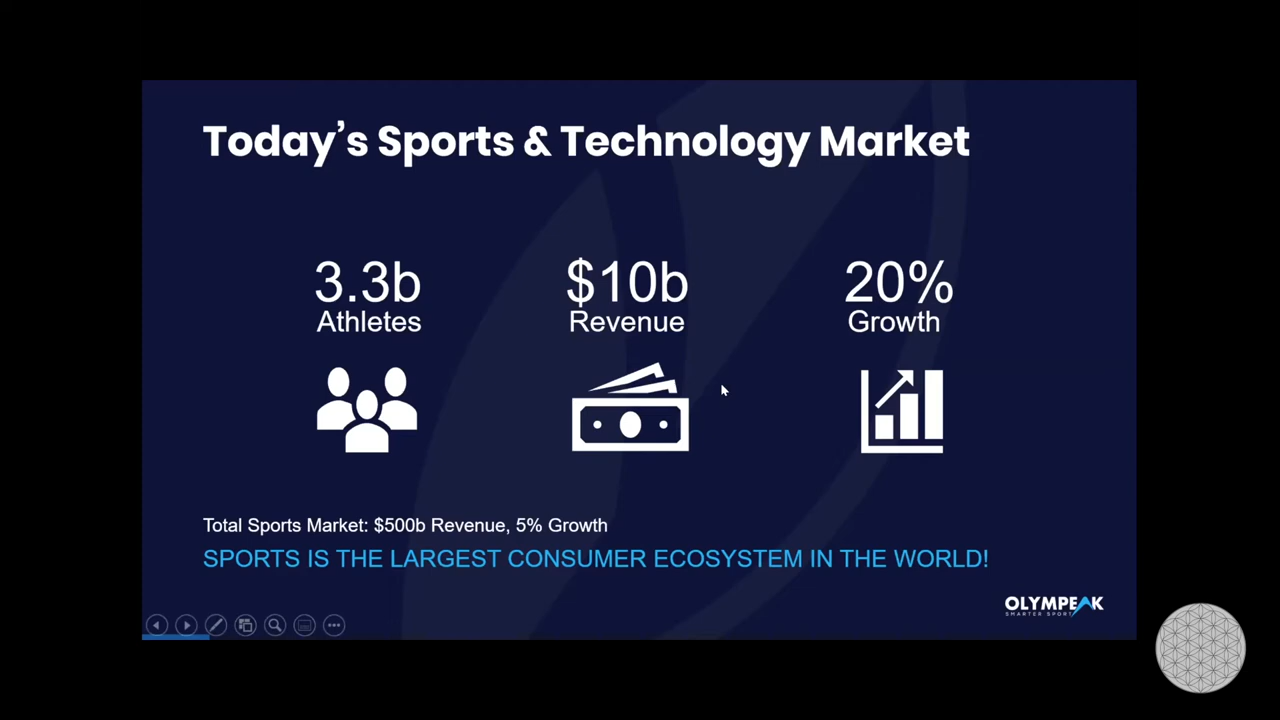 Today's Sports & Technology Market
3.3b
Athletes
$10b
Revenue
20%
Growth
Total Sports Market: $500b Revenue, 5% Growth
SPORTS IS THE LARGEST CONSUMER ECOSYSTEM IN THE WORLD!
OLYMPEAK
SMARTER SPORT